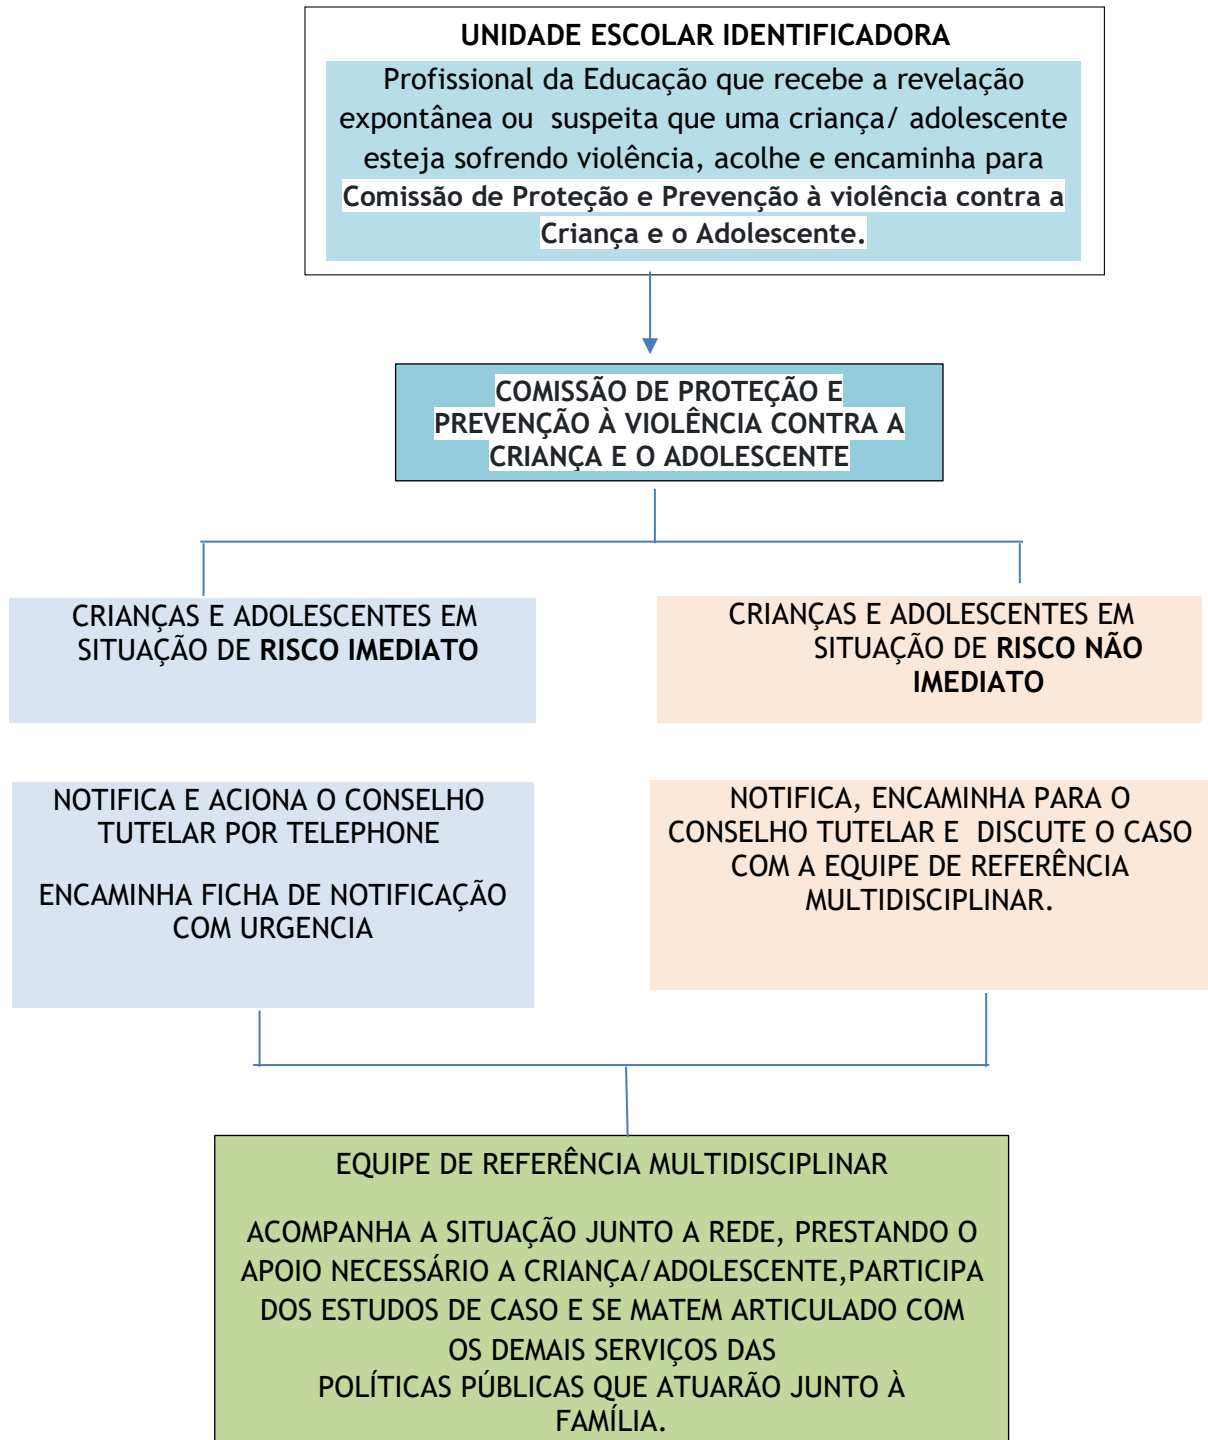 UNIDADE ESCOLAR IDENTIFICADORA
Profissional da Educação que recebe a revelação
expontânea ou suspeita que uma criança/ adolescente
esteja sofrendo violência, acolhe e encaminha para
Comissão de Proteção e Prevenção à violência contra a
Criança e o Adolescente.
COMISSÃO DE PROTEÇÃO E
PREVENÇÃO À VIOLÊNCIA CONTRA A
CRIANÇA E O ADOLESCENTE
CRIANÇAS E ADOLESCENTES EM
SITUAÇÃO DE RISCO IMEDIATO
CRIANÇAS E ADOLESCENTES EM
SITUAÇÃO DE RISCO NÃO
IMEDIATO
NOTIFICA E ACIONA O CONSELHO
TUTELAR POR TELEPHONE
ENCAMINHA FICHA DE NOTIFICAÇÃO
COM URGENCIA
NOTIFICA, ENCAMINHA PARA O
CONSELHO TUTELAR E DISCUTE O CASO
COM A EQUIPE DE REFERÊNCIA
MULTIDISCIPLINAR.
EQUIPE DE REFERÊNCIA MULTIDISCIPLINAR
ACOMPANHA A SITUAÇÃO JUNTO A REDE, PRESTANDO O
APOIO NECESSÁRIO A CRIANÇA/ADOLESCENTE,PARTICIPA
DOS ESTUDOS DE CASO E SE MATEM ARTICULADO COM
OS DEMAIS SERVIÇOS DAS
POLÍTICAS PÚBLICAS QUE ATUARÃO JUNTO À
FAMÍLIA.